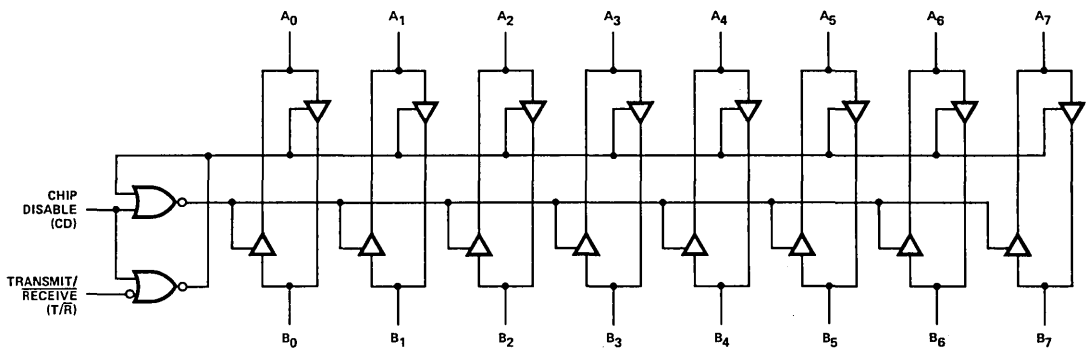 A0 A1 A2 A3 A4 A5 A6 A7
CHIP
DISABLE
(CD)
TRANSMIT/
RECEIVE
(T/R)
B0 B1 B2 B3 B4 B5 B6 B7